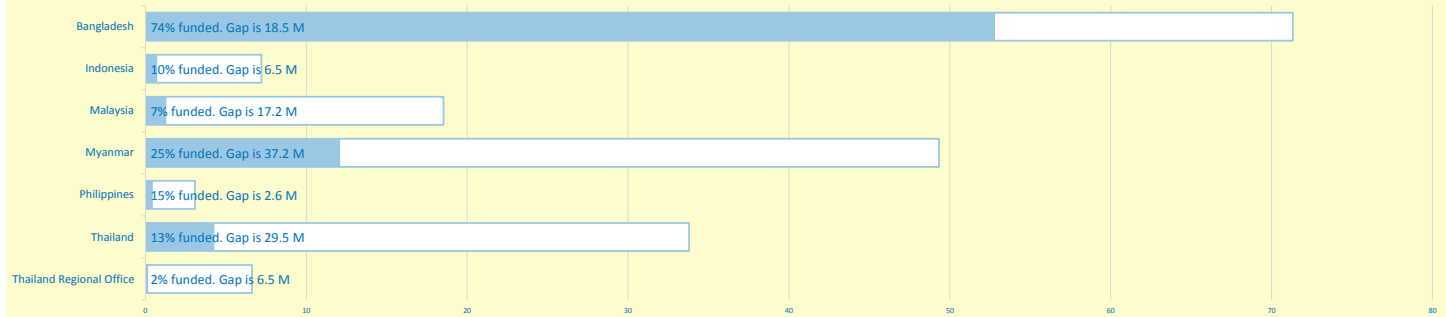 Bangladesh 74% funded. Gap is 18.5 M
Indonesia 10% funded. Gap is 6.5 M
Malaysia 7% funded. Gap is 17.2 M
Myanmar 25% funded. Gap is 37.2 M
Philippines 15% funded. Gap is 2.6 M
Thailand 13% funded. Gap is 29.5 M
Thailand Regional Office 2% funded. Gap is 6.5 M
0 10 20 30 40 50 60 70 80